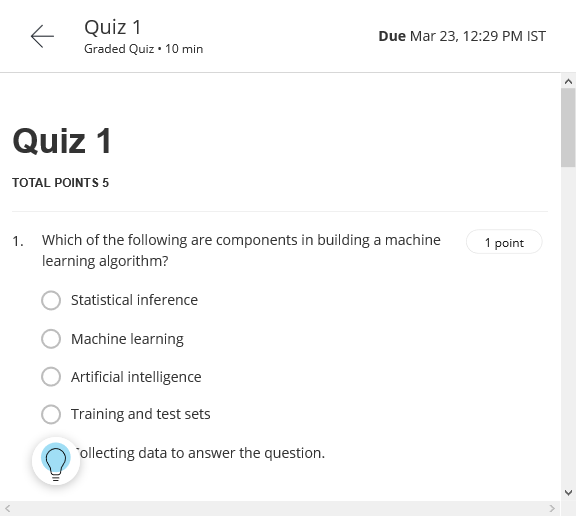 Quiz 1
Graded Quiz • 10 min
Due Mar 23, 12:29 PM IST
Quiz 1
TOTAL POINTS 5
1. Which of the following are components in building a machine
learning algorithm?
1 point
Statistical inference
Machine learning
Artificial intelligence
Training and test sets
Collecting data to answer the question.